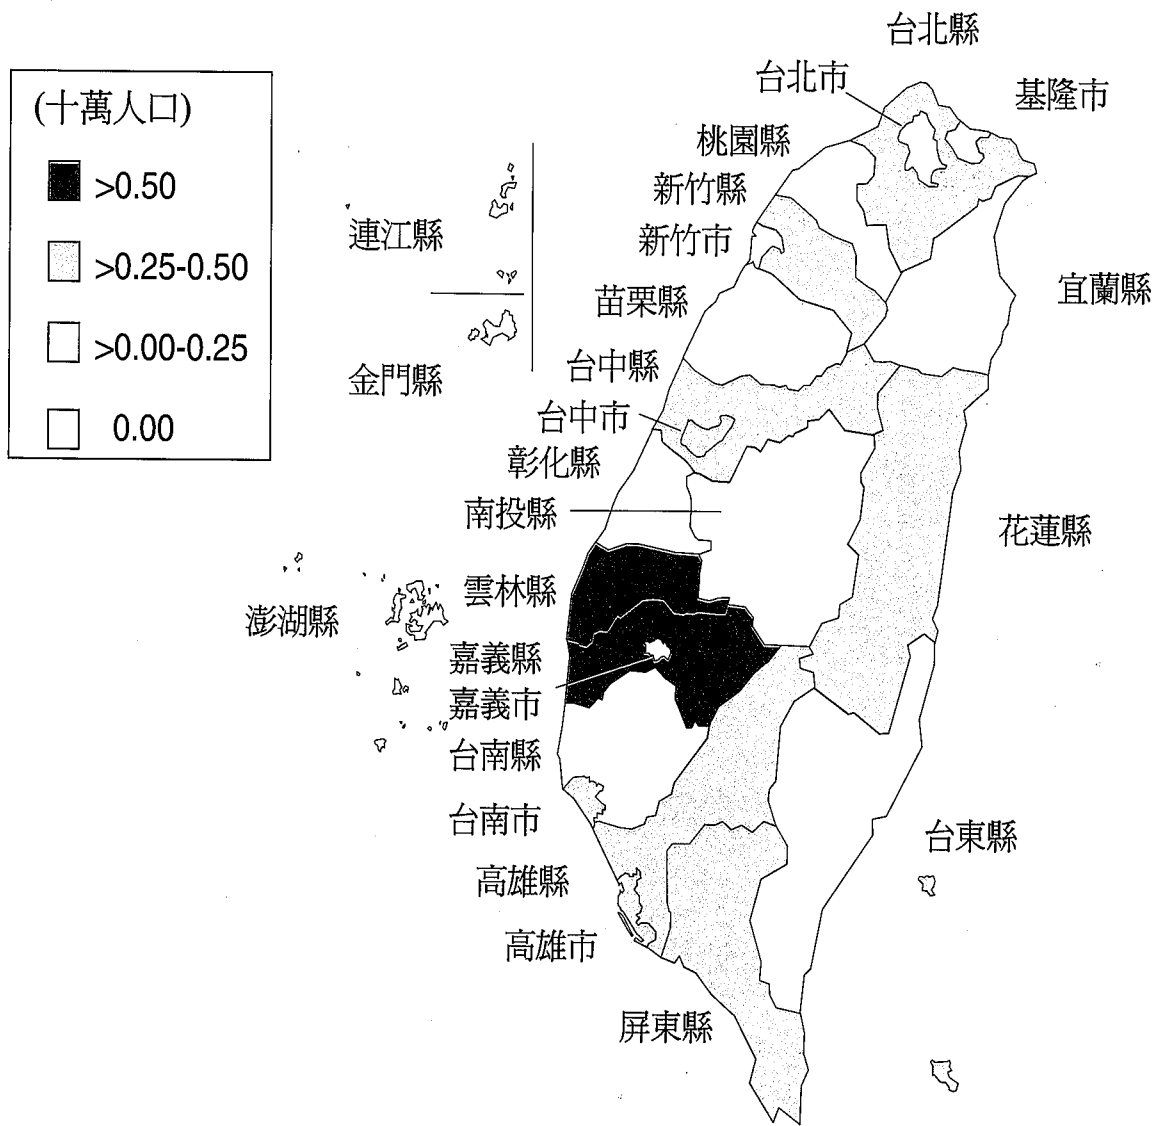 (十萬人口)
>0.50
>0.25-0.50
>0.00-0.25
0.00
台北縣
台北市
基隆市
桃園縣
新竹縣
連江縣
新竹市
宜蘭縣
苗栗縣
台中縣
金門縣
台中市
彰化縣
南投縣
花蓮縣
雲林縣
澎湖縣
嘉義縣
嘉義市
台南縣
台南市
台東縣
高雄縣
高雄市
屏東縣